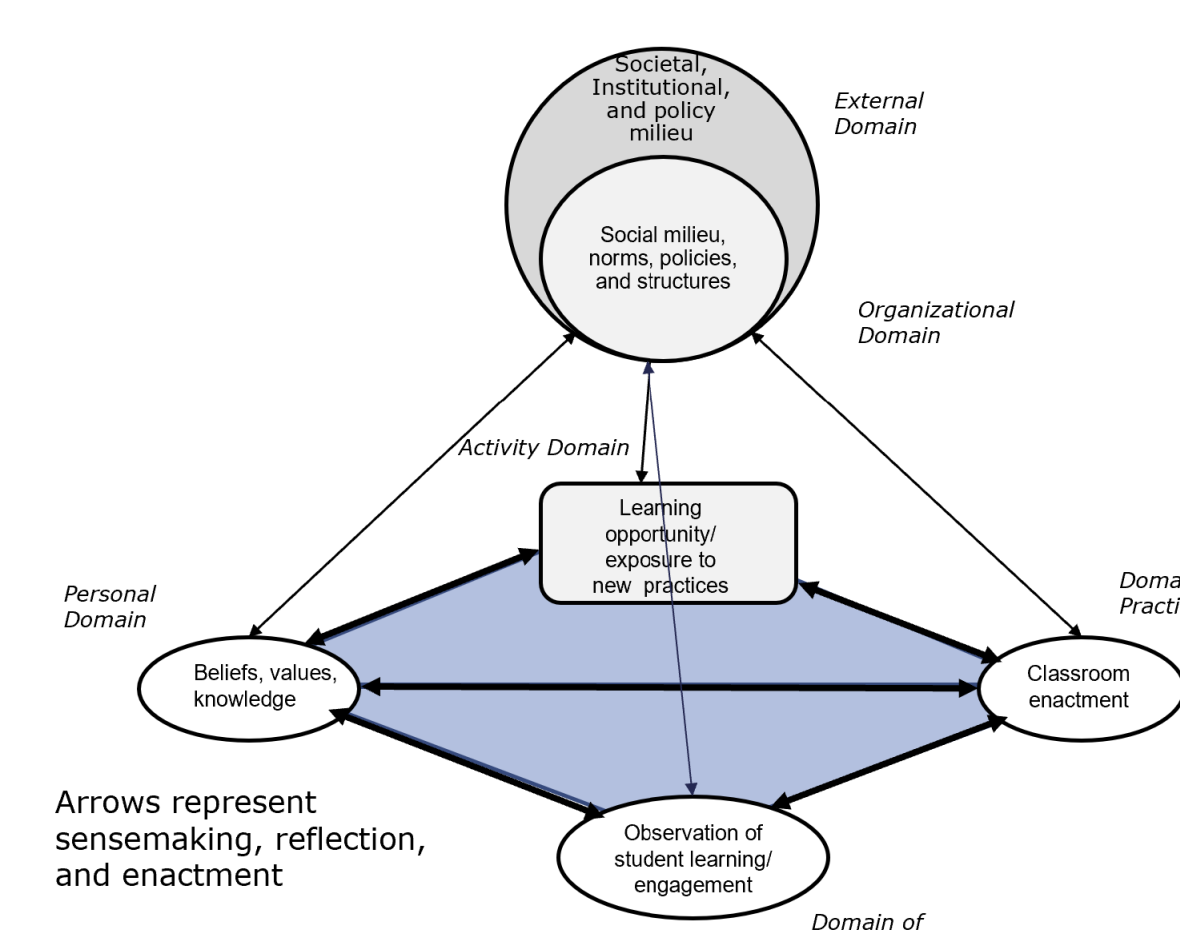 Societal,
Institutional,
and policy
milieu
External
Domain
Social milieu,
norms, policies,
and structures
Organizational
Domain
Activity Domain
Learning
opportunity/
exposure to
new practices
Personal
Domain
Doma
Practi
Beliefs, values,
knowledge
Classroom
enactment
Arrows represent
sensemaking, reflection,
and enactment
Observation of
student learning/
engagement
Domain of